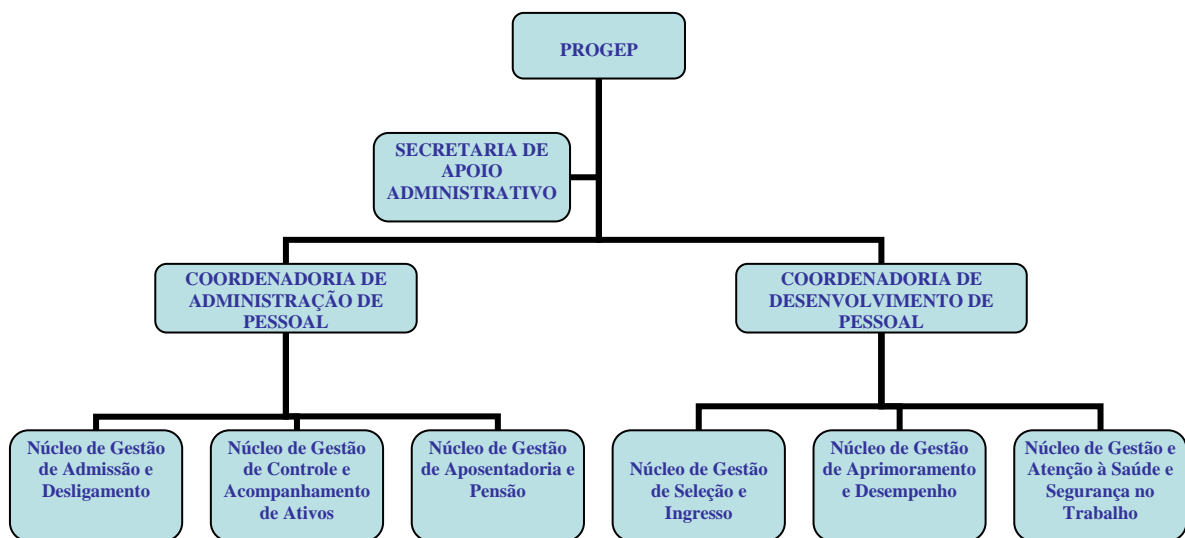 PROGEP
SECRETARIA DE
APOIO
ADMINISTRATIVO
COORDENADORIA DE
ADMINISTRAÇÃO DE
PESSOAL
COORDENADORIA DE
DESENVOLVIMENTO DE
PESSOAL
Núcleo de Gestão
de Admissão e
Desligamento
Núcleo de Gestão
de Controle e
Acompanhamento
de Ativos
Núcleo de Gestão
de Aposentadoria e
Pensão
Núcleo de Gestão
de Seleção e
Ingresso
Núcleo de Gestão
de Aprimoramento
e Desempenho
Núcleo de Gestão e
Atenção à Saúde e
Segurança no
Trabalho